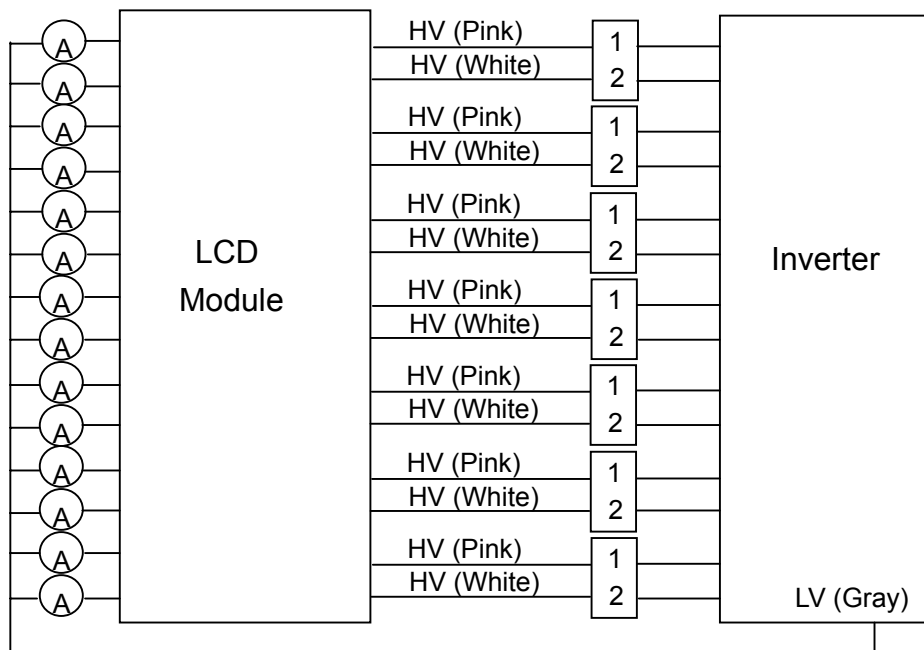 A
A
A
A
A
A
A
A
A
A
A
A
A
A
LCD
Module
HV (Pink)
HV (White)
1
2
HV (Pink)
HV (White)
1
2
HV (Pink)
HV (White)
1
2
HV (Pink)
HV (White)
1
2
HV (Pink)
HV (White)
1
2
HV (Pink)
HV (White)
1
2
HV (Pink)
HV (White)
1
2
Inverter
LV (Gray)